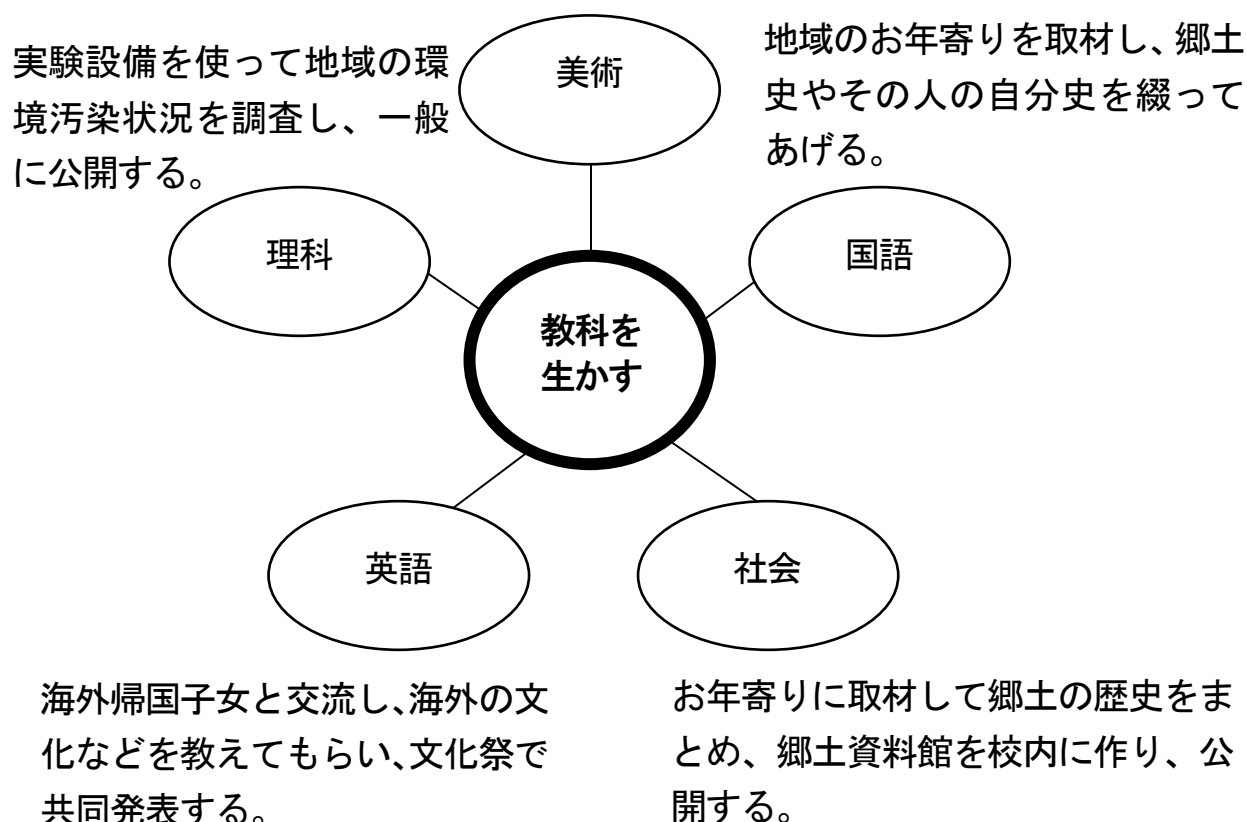 美術
地域のお年寄りを取材し、郷土
史やその人の自分史を綴って
あげる。
実験設備を使って地域の環
境汚染状況を調査し、一般
に公開する。
理科
国語
教科を
生かす
英語
社会
海外帰国子女と交流し、海外の文
化などを教えてもらい、文化祭で
共同発表する。
お年寄りに取材して郷土の歴史をま
とめ、郷土資料館を校内に作り、公
開する。